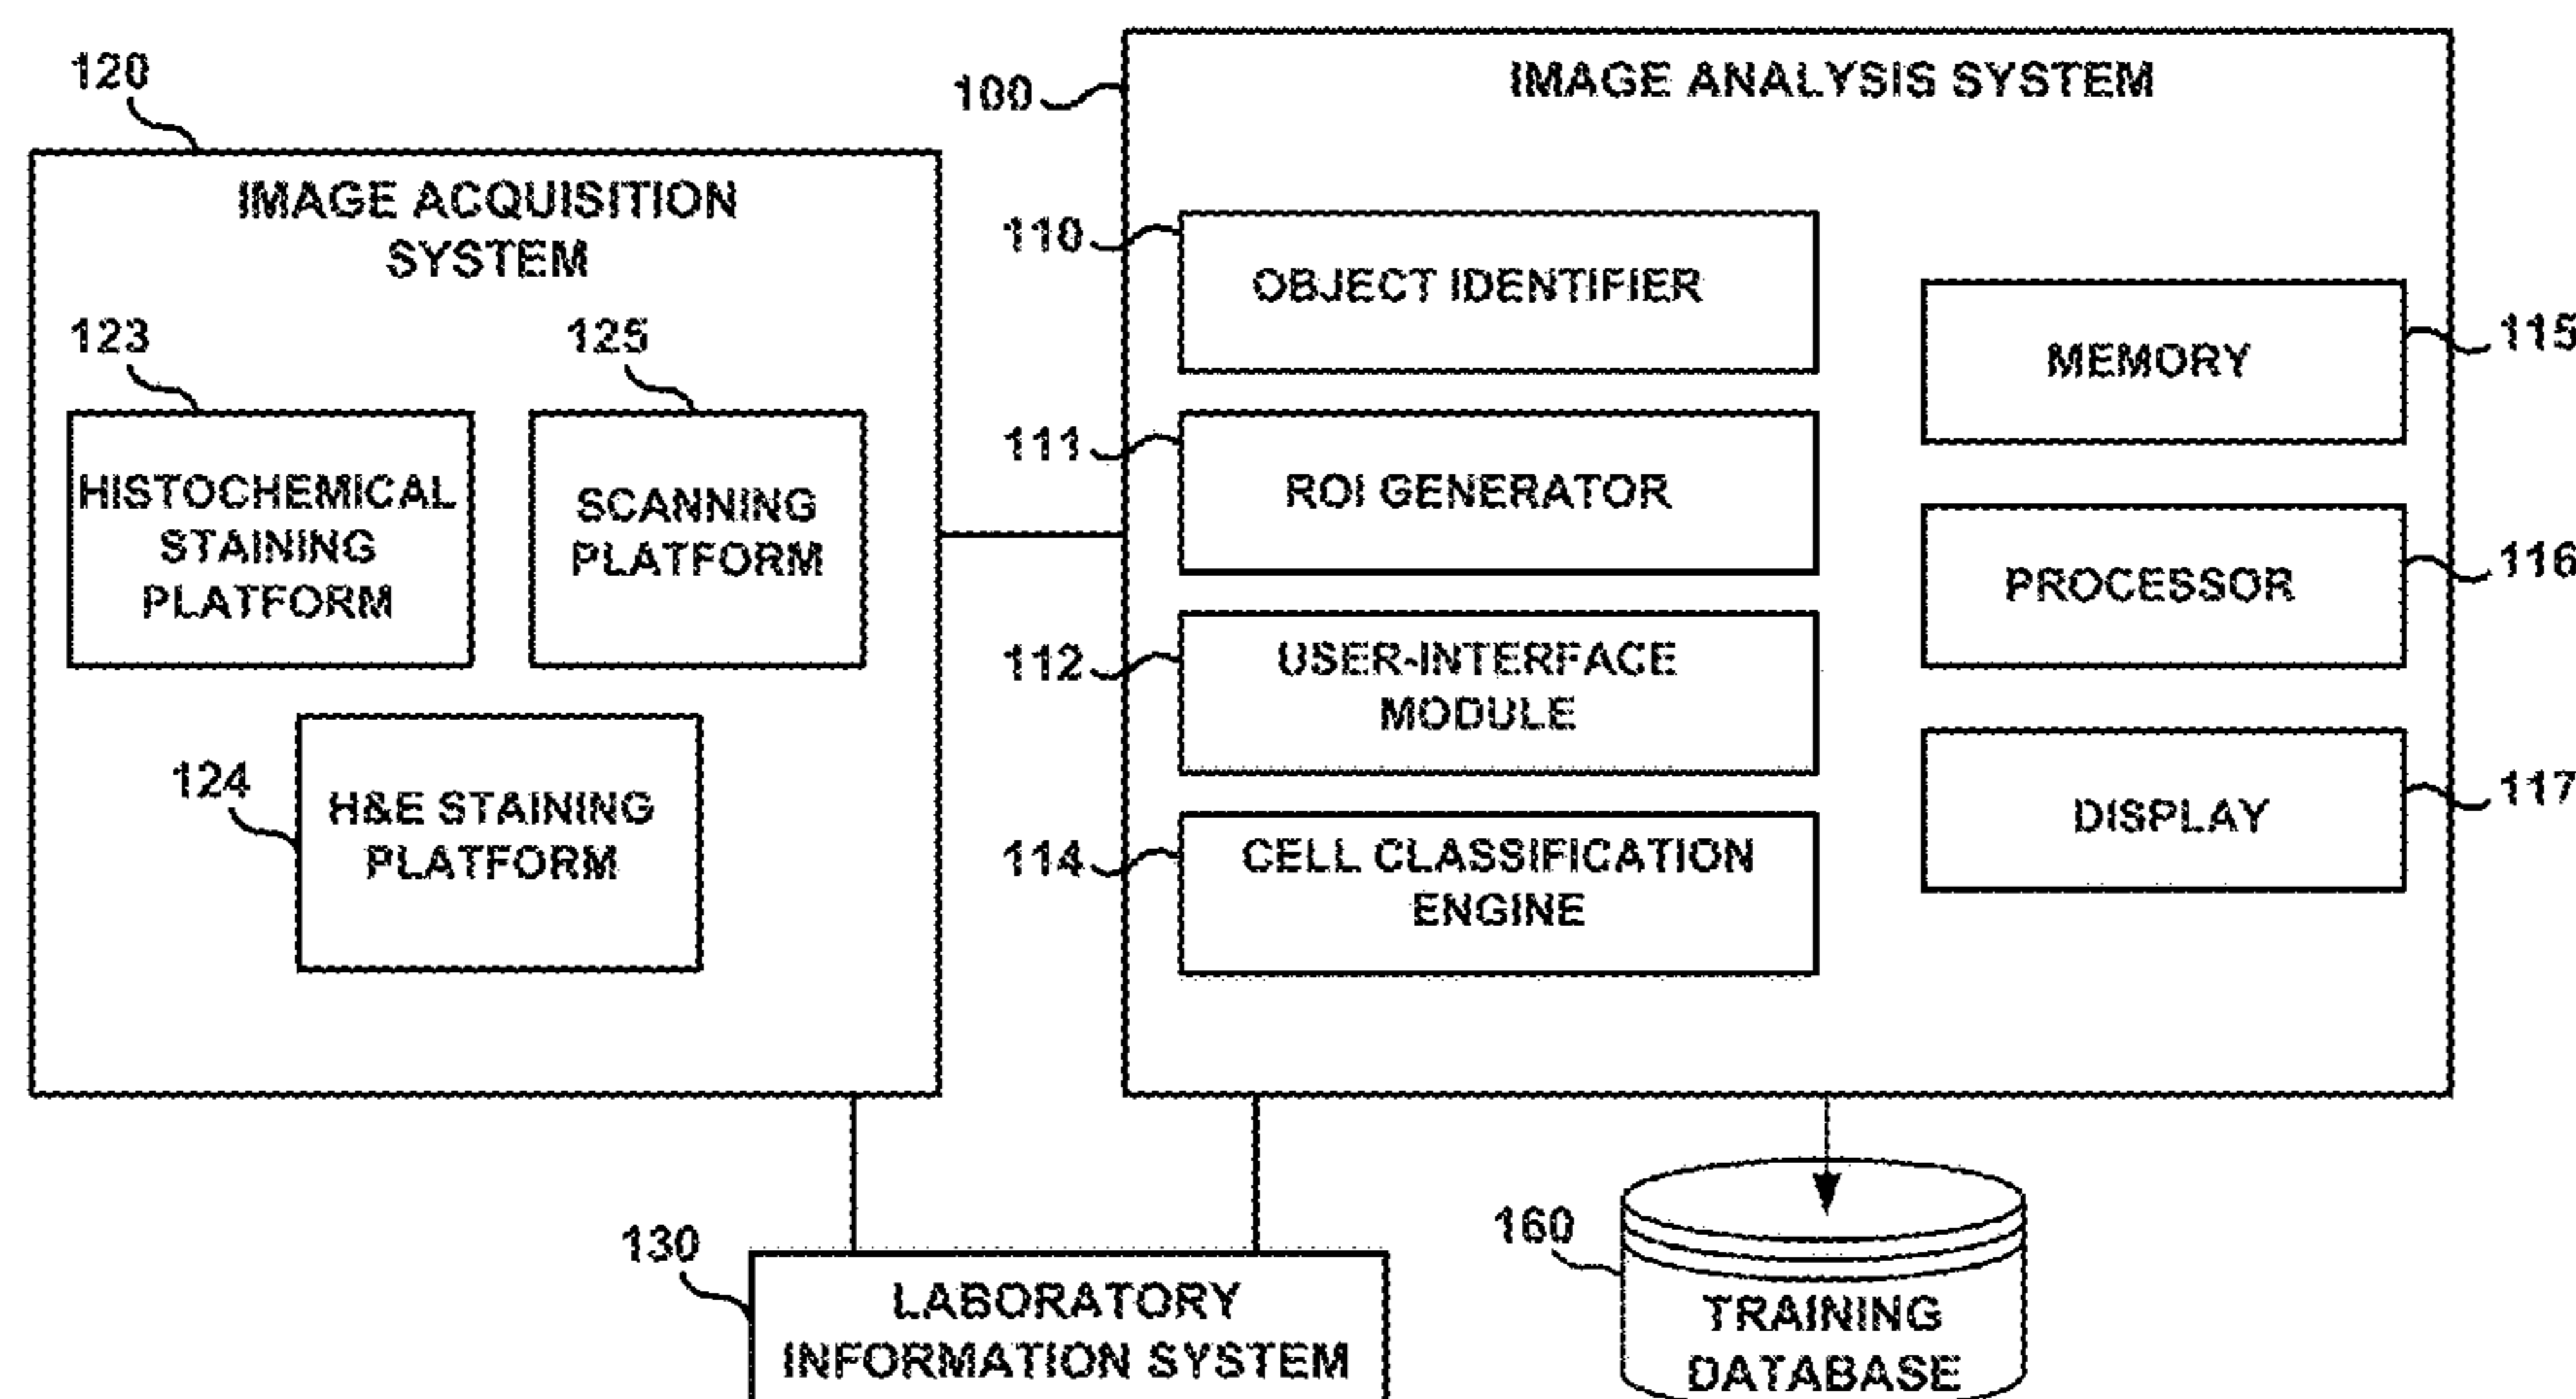 120
IMAGE ACQUISITION
SYSTEM
123
125
HISTOCHEMICAL
STAINING
PLATFORM
SCANNING
PLATFORM
124
H&E STAINING
PLATFORM
100
IMAGE ANALYSIS SYSTEM
110
OBJECT IDENTIFIER
111
ROI GENERATOR
112
USER-INTERFACE
MODULE
114
CELL CLASSIFICATION
ENGINE
MEMORY
115
PROCESSOR
116
DISPLAY
117
130
LABORATORY
INFORMATION SYSTEM
160
TRAINING
DATABASE